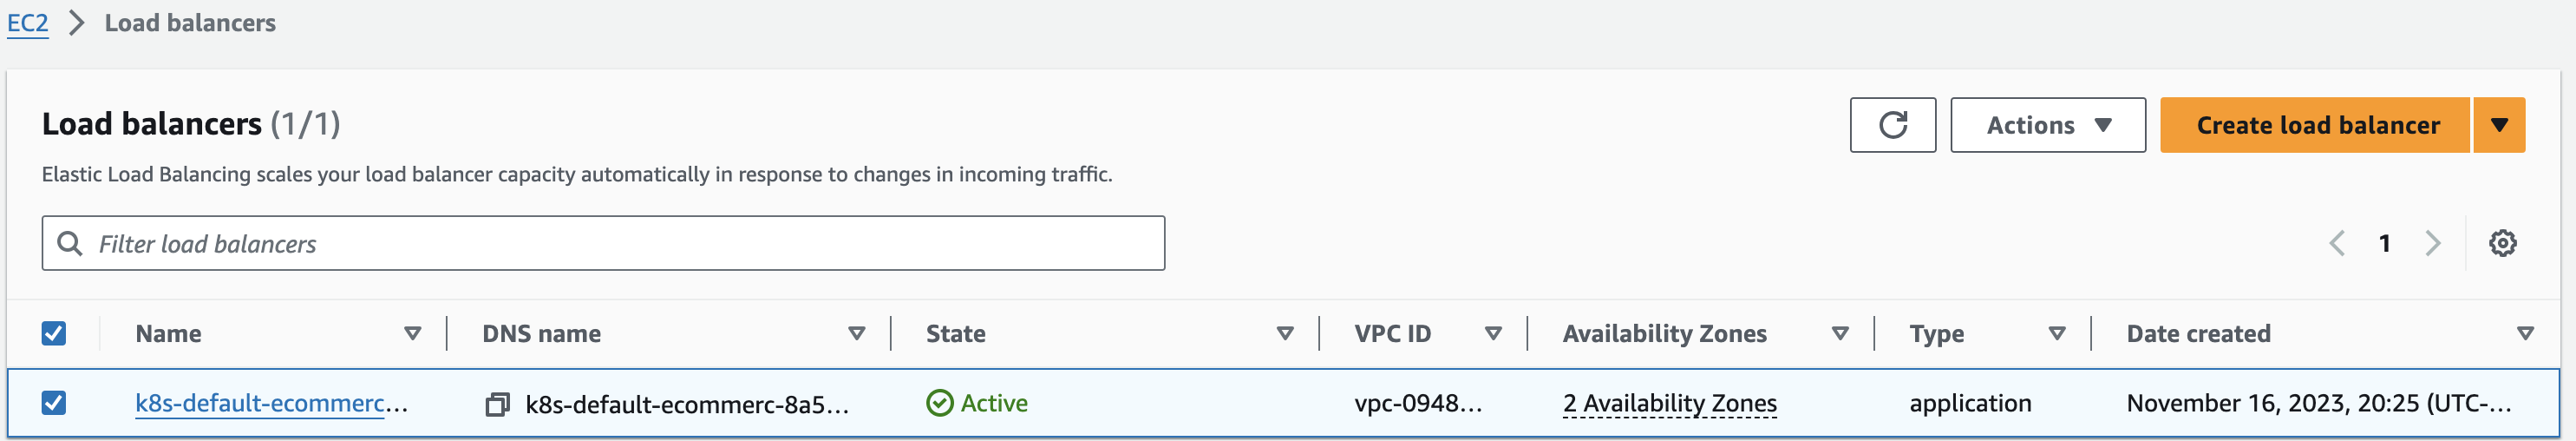 EC2 > Load balancers
Load balancers (1/1)
Actions
Create load balancer
Elastic Load Balancing scales your load balancer capacity automatically in response to changes in incoming traffic.
Filter load balancers
1
Name DNS name State VPC ID Availability Zones Type Date created
k8s-default-ecommerc... k8s-default-ecommerc-8a5... Active vpc-0948... 2 Availability Zones application November 16, 2023, 20:25 (UTC-...